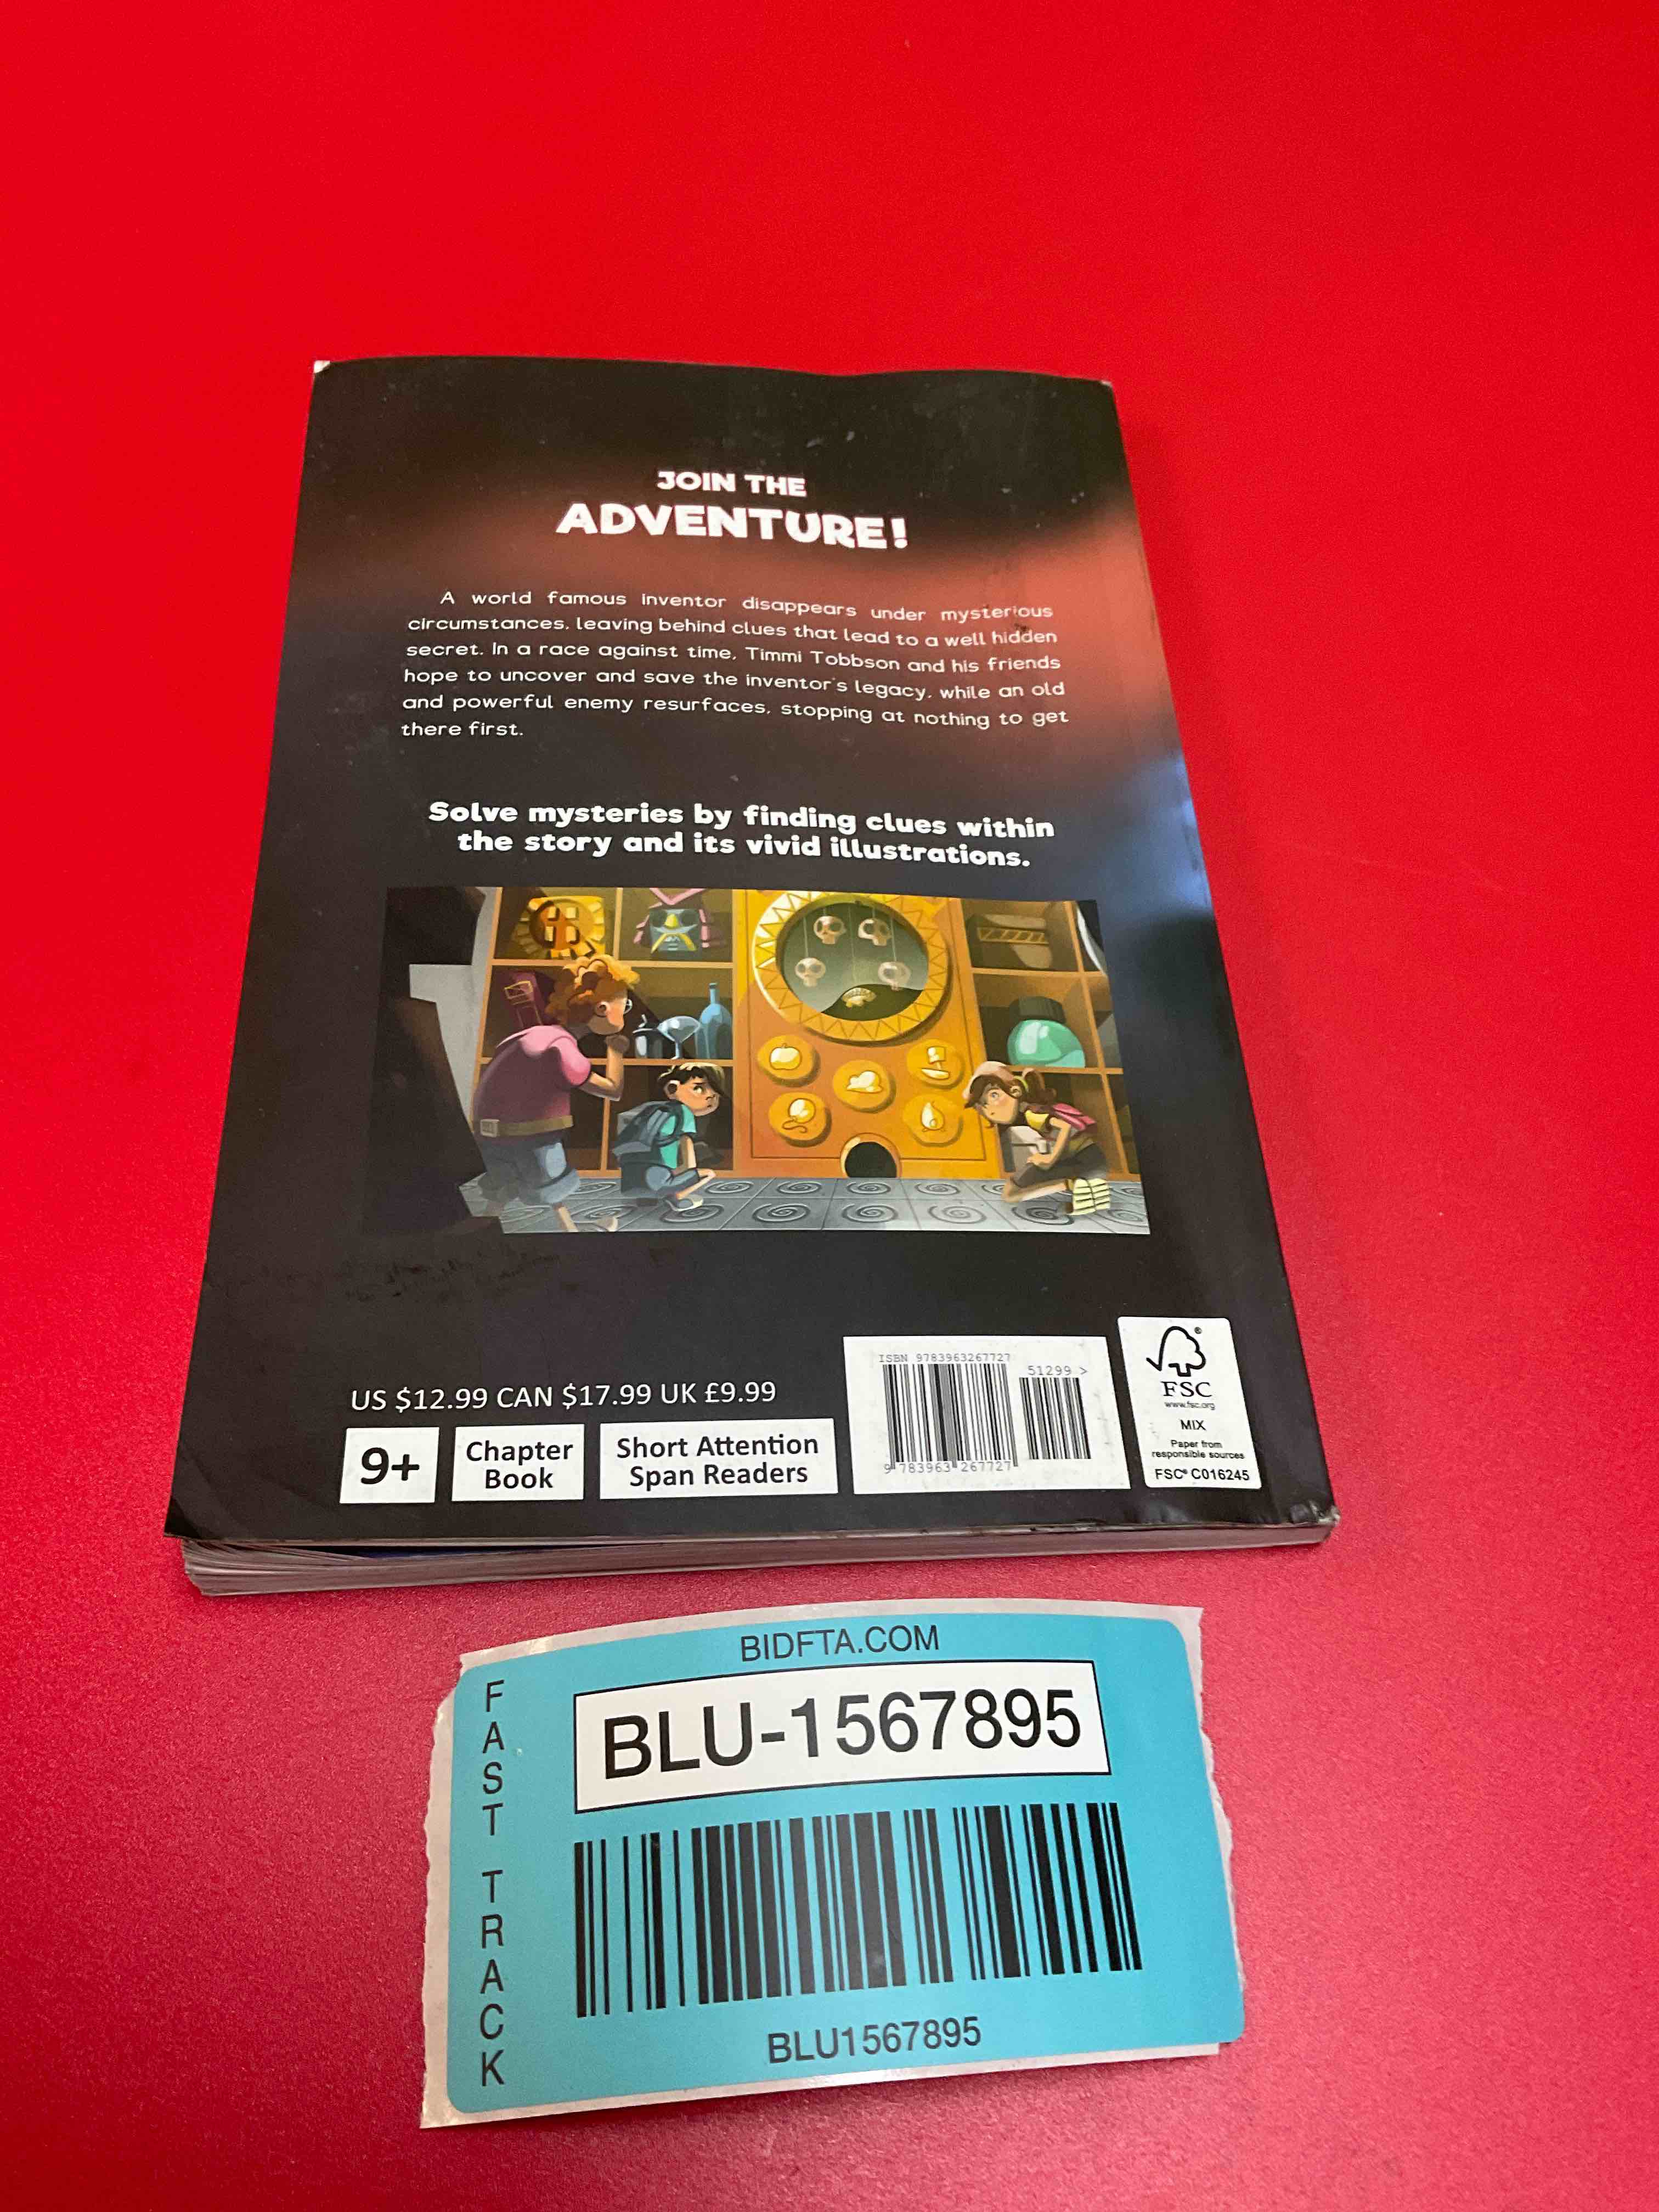 JOIN THE
ADVENTURE!
A world famous inventor disappears under mysterious
circumstances, leaving behind clues that lead to a well hidden
secret. In a race against time, Timmi Tobbson and his friends
hope to uncover and save the inventor's legacy, while an old
and powerful enemy resurfaces, stopping at nothing to get
there first.
Solve mysteries by finding clues within
the story and its vivid illustrations.
US $12.99 CAN $17.99 UK £9.99
9+
Chapter
Book
Short Attention
Span Readers
ISBN 9783963267727
51299 >
9 783963 267727
FSC
www.fsc.org
MIX
Paper from
responsible sources
FSC® C016245
BIDFTA.COM
FAST TRACK
BLU-1567895
BLU1567895